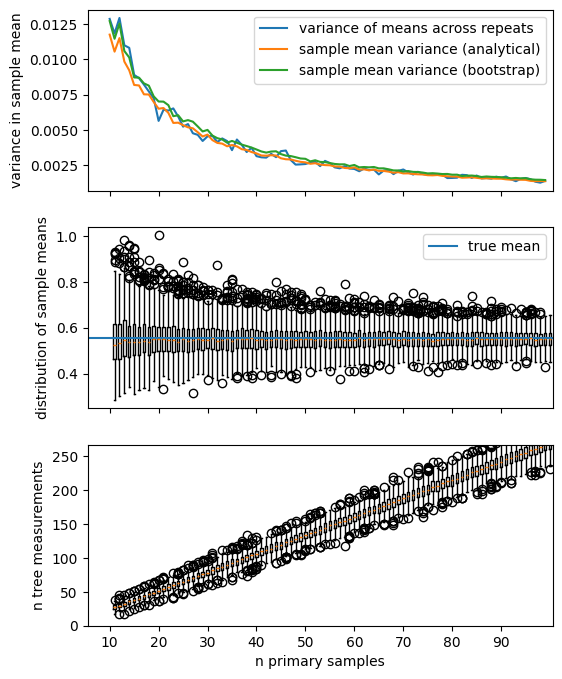 variance in sample mean
0.0125
0.0100
0.0075
0.0050
0.0025
variance of means across repeats
sample mean variance (analytical)
sample mean variance (bootstrap)
distribution of sample means
1.0
0.8
0.6
0.4
true mean
n tree measurements
250
200
150
100
50
0
10 20 30 40 50 60 70 80 90
n primary samples